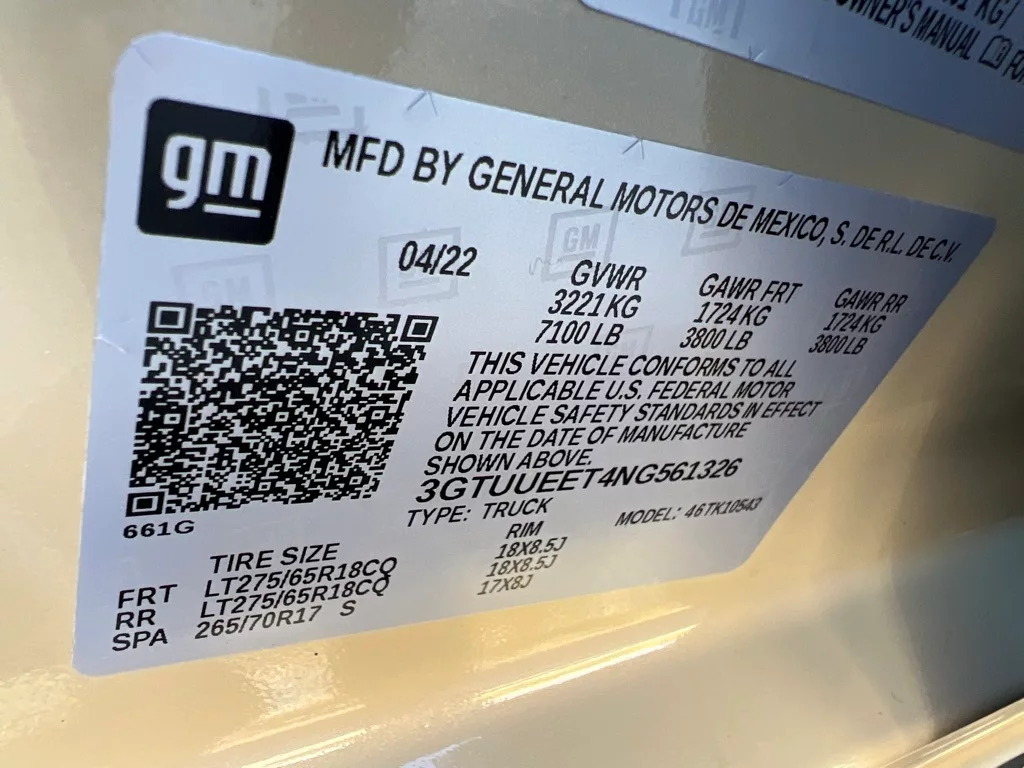 KG)
OWNER'S MANUAL
gm
MFD BY GENERAL MOTORS DE MEXICO, S. DE R.L. DE C.V.
04/22
GVWR GAWR FRT GAWR RR
3221 KG 1724 KG 1724 KG
7100 LB 3800 LB 3800 LB
THIS VEHICLE CONFORMS TO ALL
APPLICABLE U.S. FEDERAL MOTOR
VEHICLE SAFETY STANDARDS IN EFFECT
ON THE DATE OF MANUFACTURE
SHOWN ABOVE.
3GTUUEET4NG561326
TYPE: TRUCK MODEL: 46TK10543
661G
TIRE SIZE RIM
FRT LT275/65R18CQ 18X8.5J
RR LT275/65R18CQ 18X8.5J
SPA 265/70R17 S 17X8J